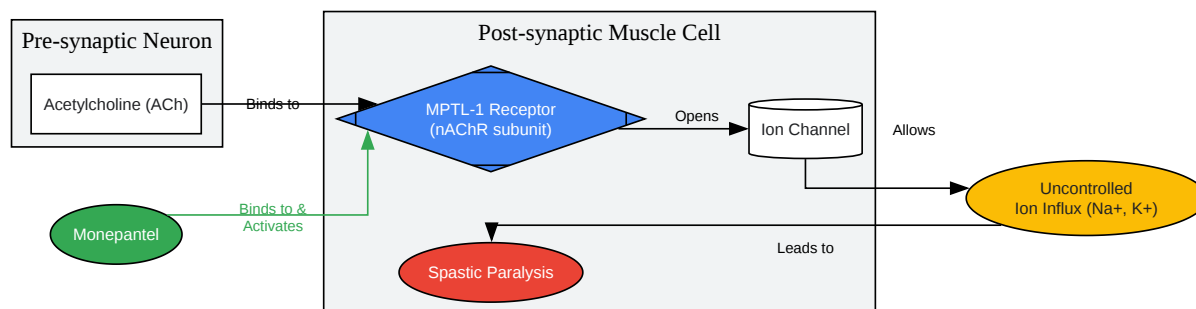 Pre-synaptic Neuron
Acetylcholine (ACh)
Binds to
Post-synaptic Muscle Cell
MPTL-1 Receptor
(nAChR subunit)
Opens
Ion Channel
Allows
Uncontrolled
Ion Influx (Na+, K+)
Monepantel
Binds to &
Activates
Leads to
Spastic Paralysis